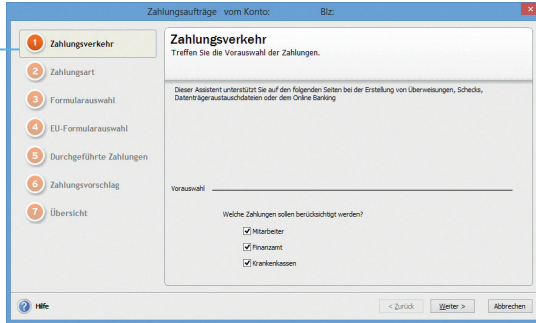 Zahlungsaufträge vom Konto: Blz:
1 Zahlungsverkehr
2 Zahlungsart
3 Formularauswahl
4 EU-Formularauswahl
5 Durchgeführte Zahlungen
6 Zahlungsvorschlag
7 Übersicht
Zahlungsverkehr
Treffen Sie die Vorauswahl der Zahlungen.
Dieser Assistent unterstützt Sie auf den folgenden Seiten bei der Erstellung von Überweisungen, Schecks,
Datenträgeraustauschdateien oder dem Online Banking
Vorauswahl
Welche Zahlungen sollen berücksichtigt werden?
Mitarbeiter
Finanzamt
Krankenkassen
Hilfe
< Zurück Weiter > Abbrechen